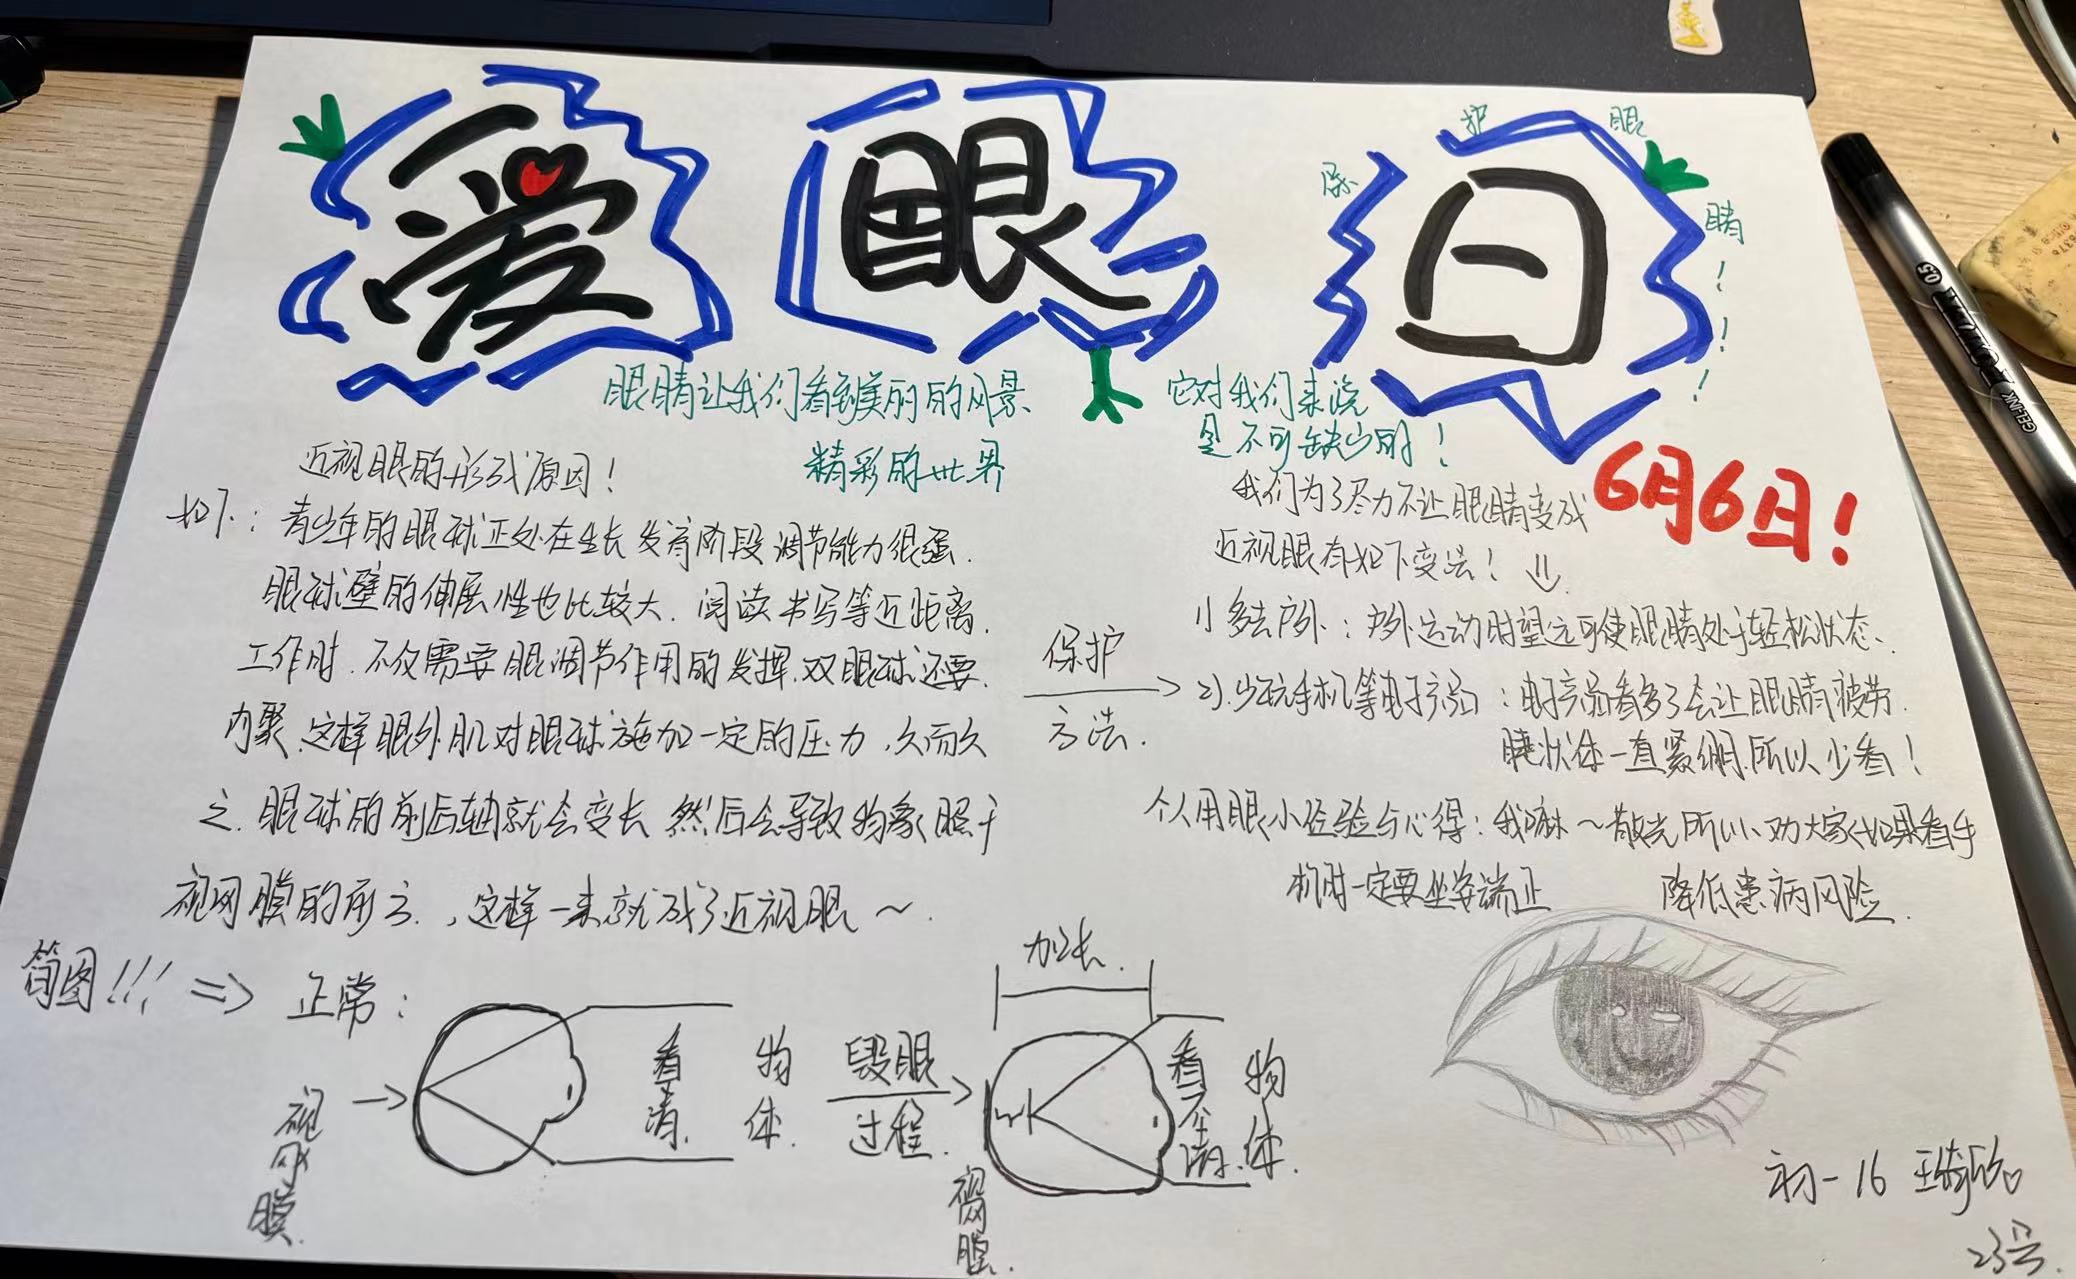 爱眼日
保护眼睛!!!
眼睛让我们看到美丽的风景
精彩的世界
它对我们来说
是不可缺少的!
6月6日!
近视眼的形成原因!
如下:青少年的眼球正处在生长发育阶段调节能力很强.
眼球壁的伸展性也比较大.阅读书写等近距离.
工作时.不仅需要眼调节作用的发挥.双眼球还要.
内聚.这样眼外肌对眼球施加一定的压力.久而久
之.眼球的前后轴就会变长然后会导致物象照于
视网膜的前方.,这样一来就成了近视眼~.
保护
方法.
我们为了尽力不让眼睛变成
近视眼有如下变法!
1)多去户外:户外运动时望远可使眼睛处于轻松状态.
2).少玩手机等电子产品:电子产品看多了会让眼睛疲劳.
睫状体一直紧绷.所以少看!
个人用眼小经验与心得:我嘛~散光所以.劝大家如果看手
机时一定要坐姿端正
降低患病风险.
简图!!! => 正常:
视网膜.
看清.
物体.
毁眼
过程.
加长.
看不清.
物体.
视网膜.
初一16
23号.
CELINK
0.5